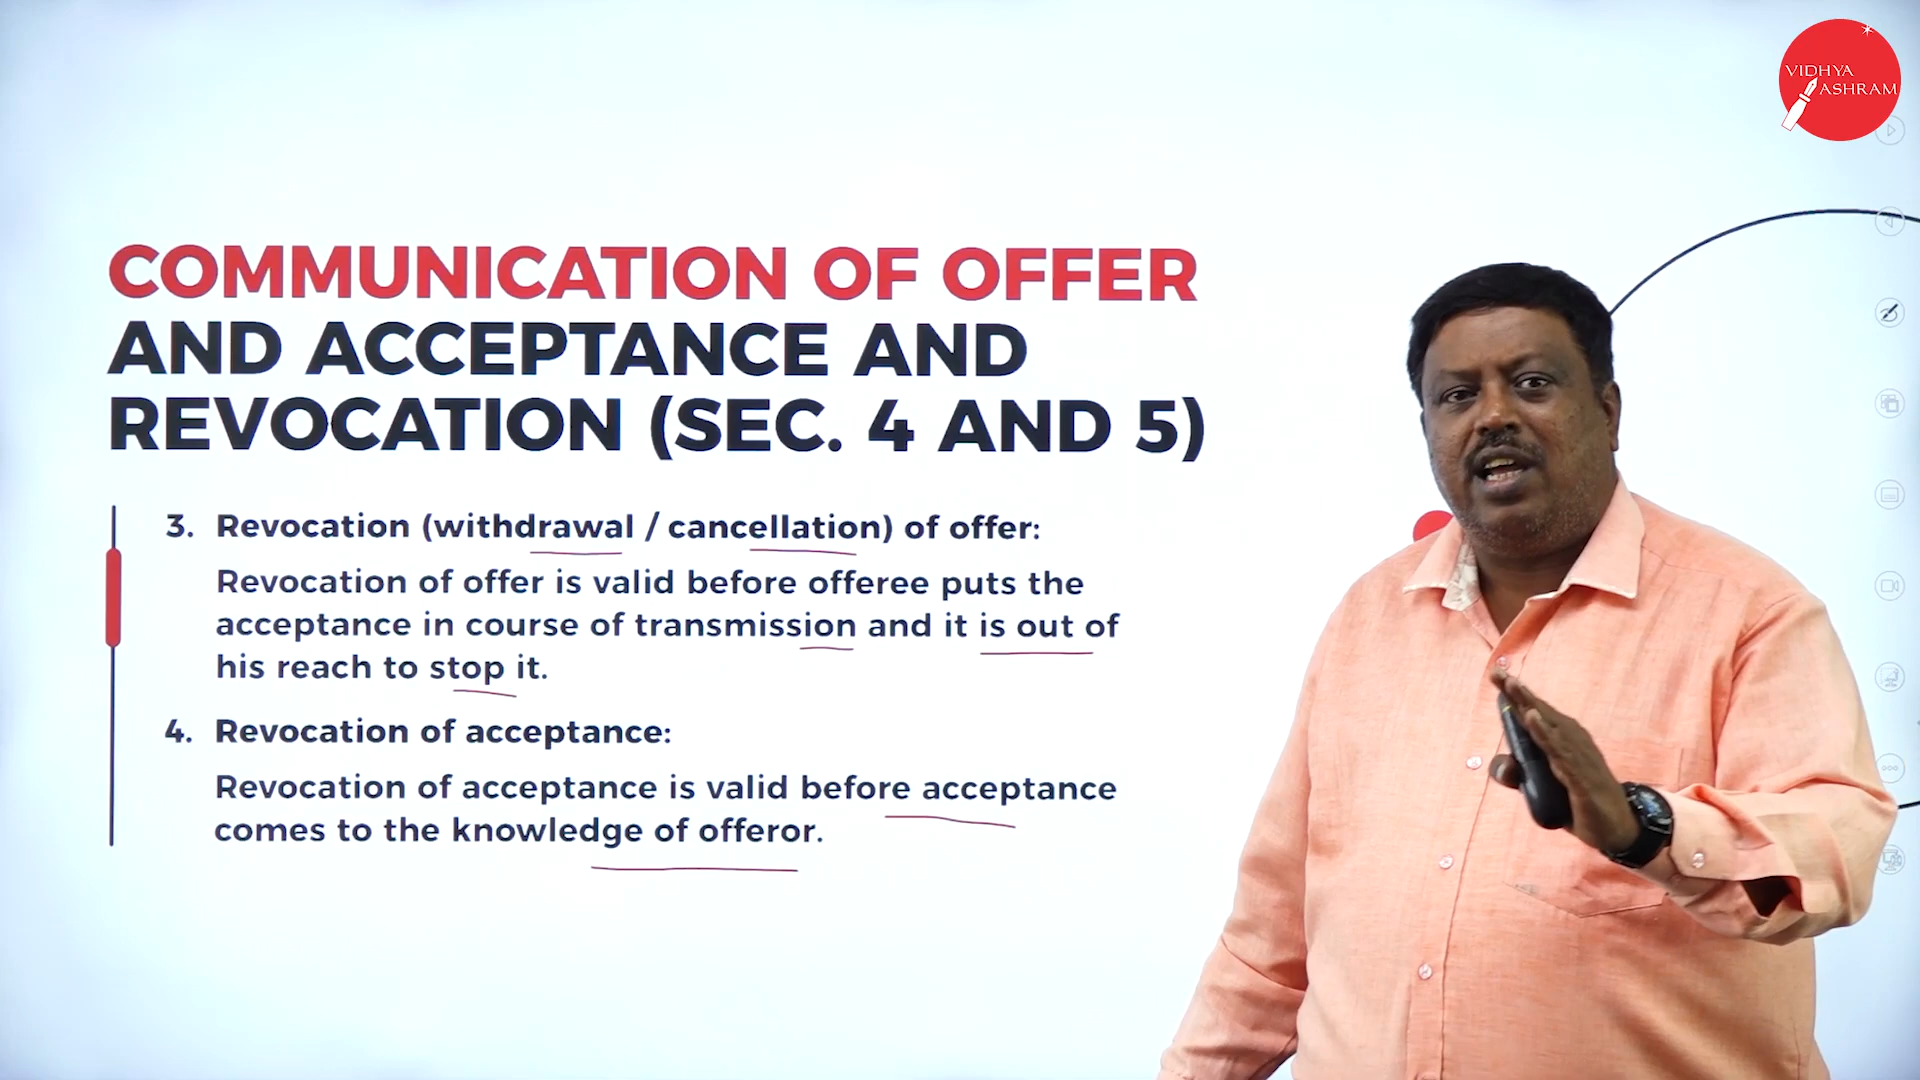 VIDHYA
ASHRAM
COMMUNICATION OF OFFER
AND ACCEPTANCE AND
REVOCATION (SEC. 4 AND 5)
3. Revocation (withdrawal / cancellation) of offer:
Revocation of offer is valid before offeree puts the
acceptance in course of transmission and it is out of
his reach to stop it.
4. Revocation of acceptance:
Revocation of acceptance is valid before acceptance
comes to the knowledge of offeror.